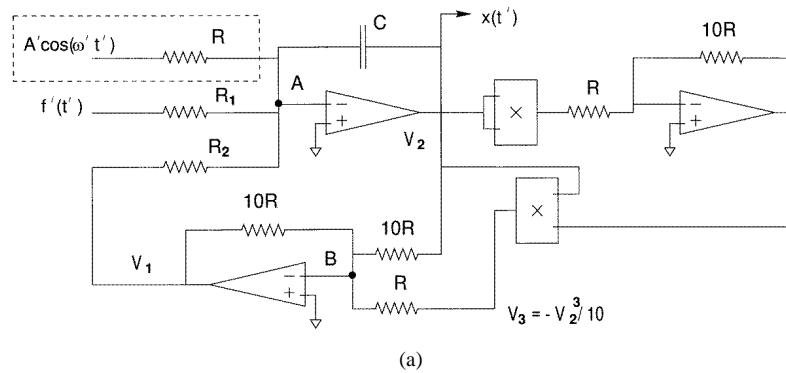 A′cos(ω′ t′)
R
C
x(t′)
10R
A
f′(t′)
R₁
−
+
V₂
×
R
−
+
R₂
10R
10R
×
V₁
B
−
+
R
V₃ = −V₂³/10
(a)